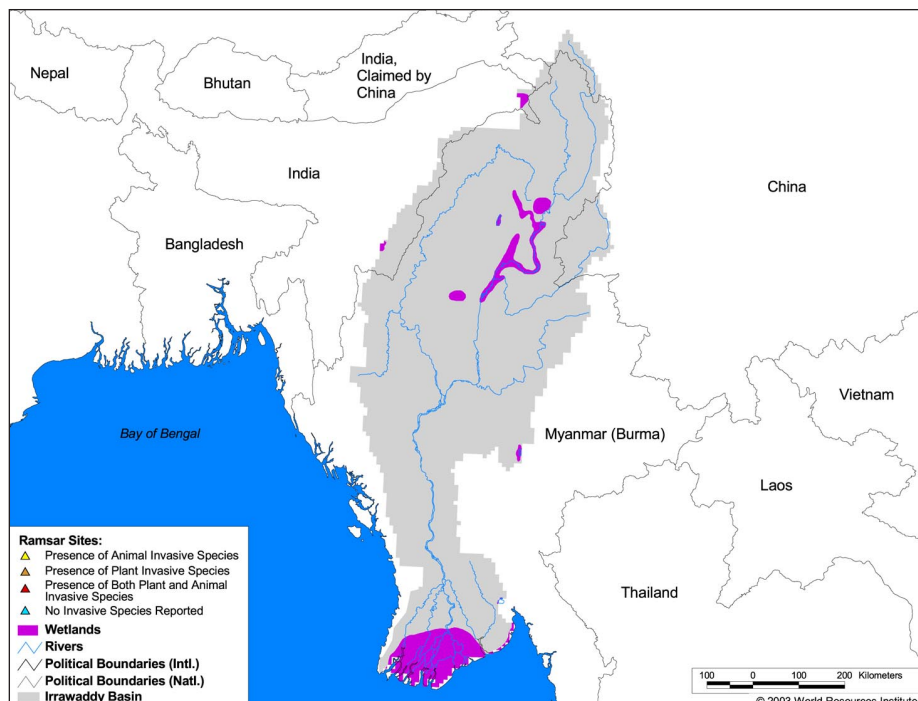 Nepal
Bhutan
India,
Claimed by
China
India
China
Bangladesh
Bay of Bengal
Myanmar (Burma)
Vietnam
Laos
Thailand
Ramsar Sites:
Presence of Animal Invasive Species
Presence of Plant Invasive Species
Presence of Both Plant and Animal
Invasive Species
No Invasive Species Reported
Wetlands
Rivers
Political Boundaries (Intl.)
Political Boundaries (Natl.)
Irrawaddy Basin
100 0 100 200 Kilometers
© 2003 World Resources Institute